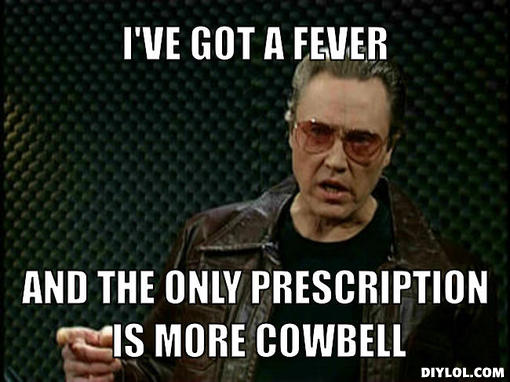 I'VE GOT A FEVER
AND THE ONLY PRESCRIPTION
IS MORE COWBELL
DIYLOL.COM